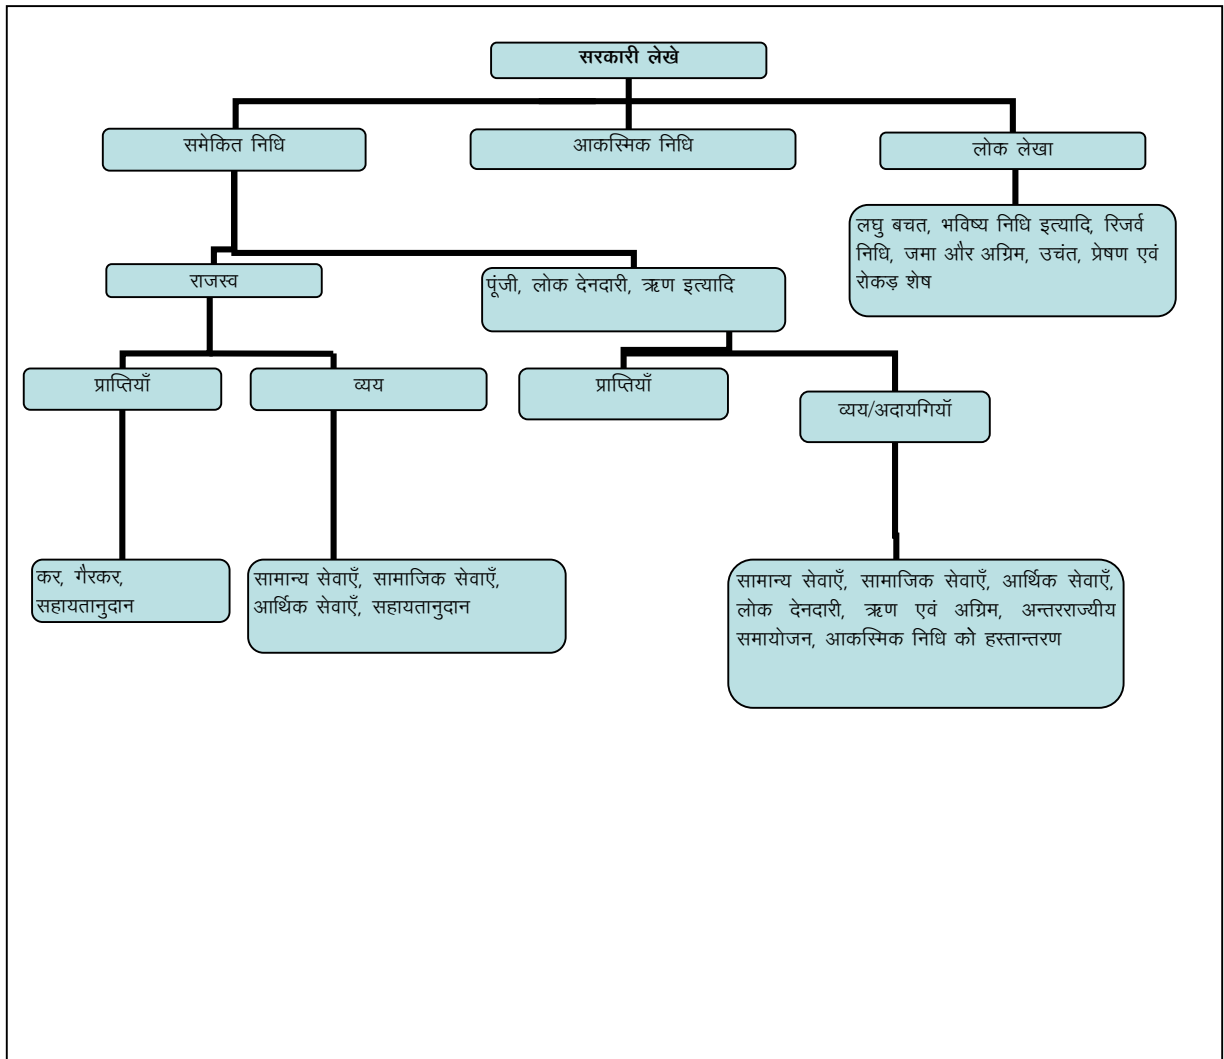 सरकारी लेखे
समेकित निधि
आकस्मिक निधि
लोक लेखा
लघु बचत, भविष्य निधि इत्यादि, रिजर्व
निधि, जमा और अग्रिम, उचंत, प्रेषण एवं
रोकड़ शेष
राजस्व
पूंजी, लोक देनदारी, ऋण इत्यादि
प्राप्तियाँ
व्यय
प्राप्तियाँ
व्यय/अदायगियॉ
कर, गैरकर,
सहायतानुदान
सामान्य सेवाएँ, सामाजिक सेवाएँ,
आर्थिक सेवाएँ, सहायतानुदान
सामान्य सेवाएँ, सामाजिक सेवाएँ, आर्थिक सेवाएँ,
लोक देनदारी, ऋण एवं अग्रिम, अन्तरराज्यीय
समायोजन, आकस्मिक निधि को हस्तान्तरण